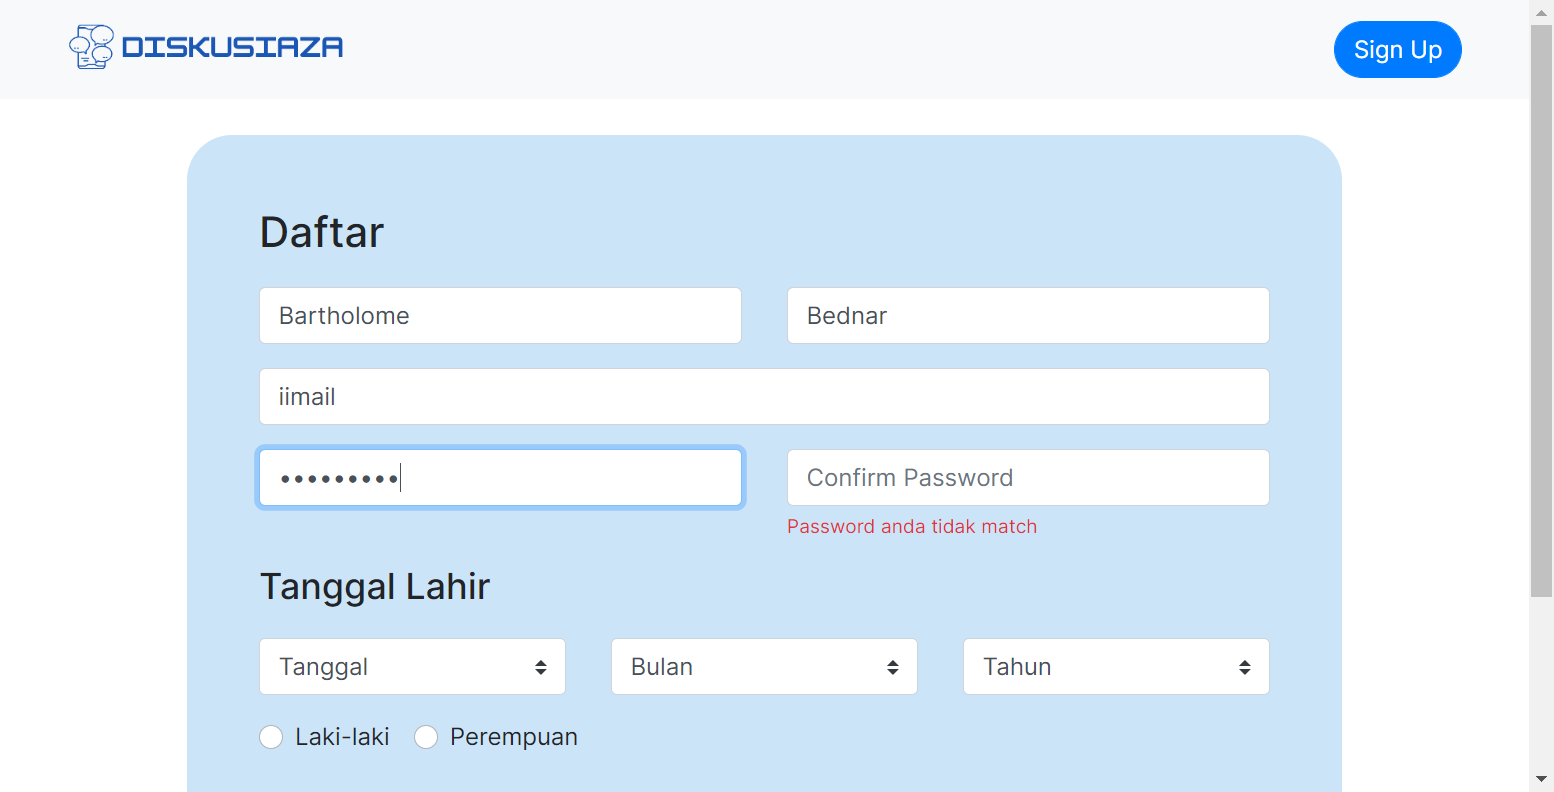 DISKUSIAZA
Sign Up
Daftar
Bartholome
Bednar
iimail
•••••••••
Confirm Password
Password anda tidak match
Tanggal Lahir
Tanggal
Bulan
Tahun
Laki-laki
Perempuan